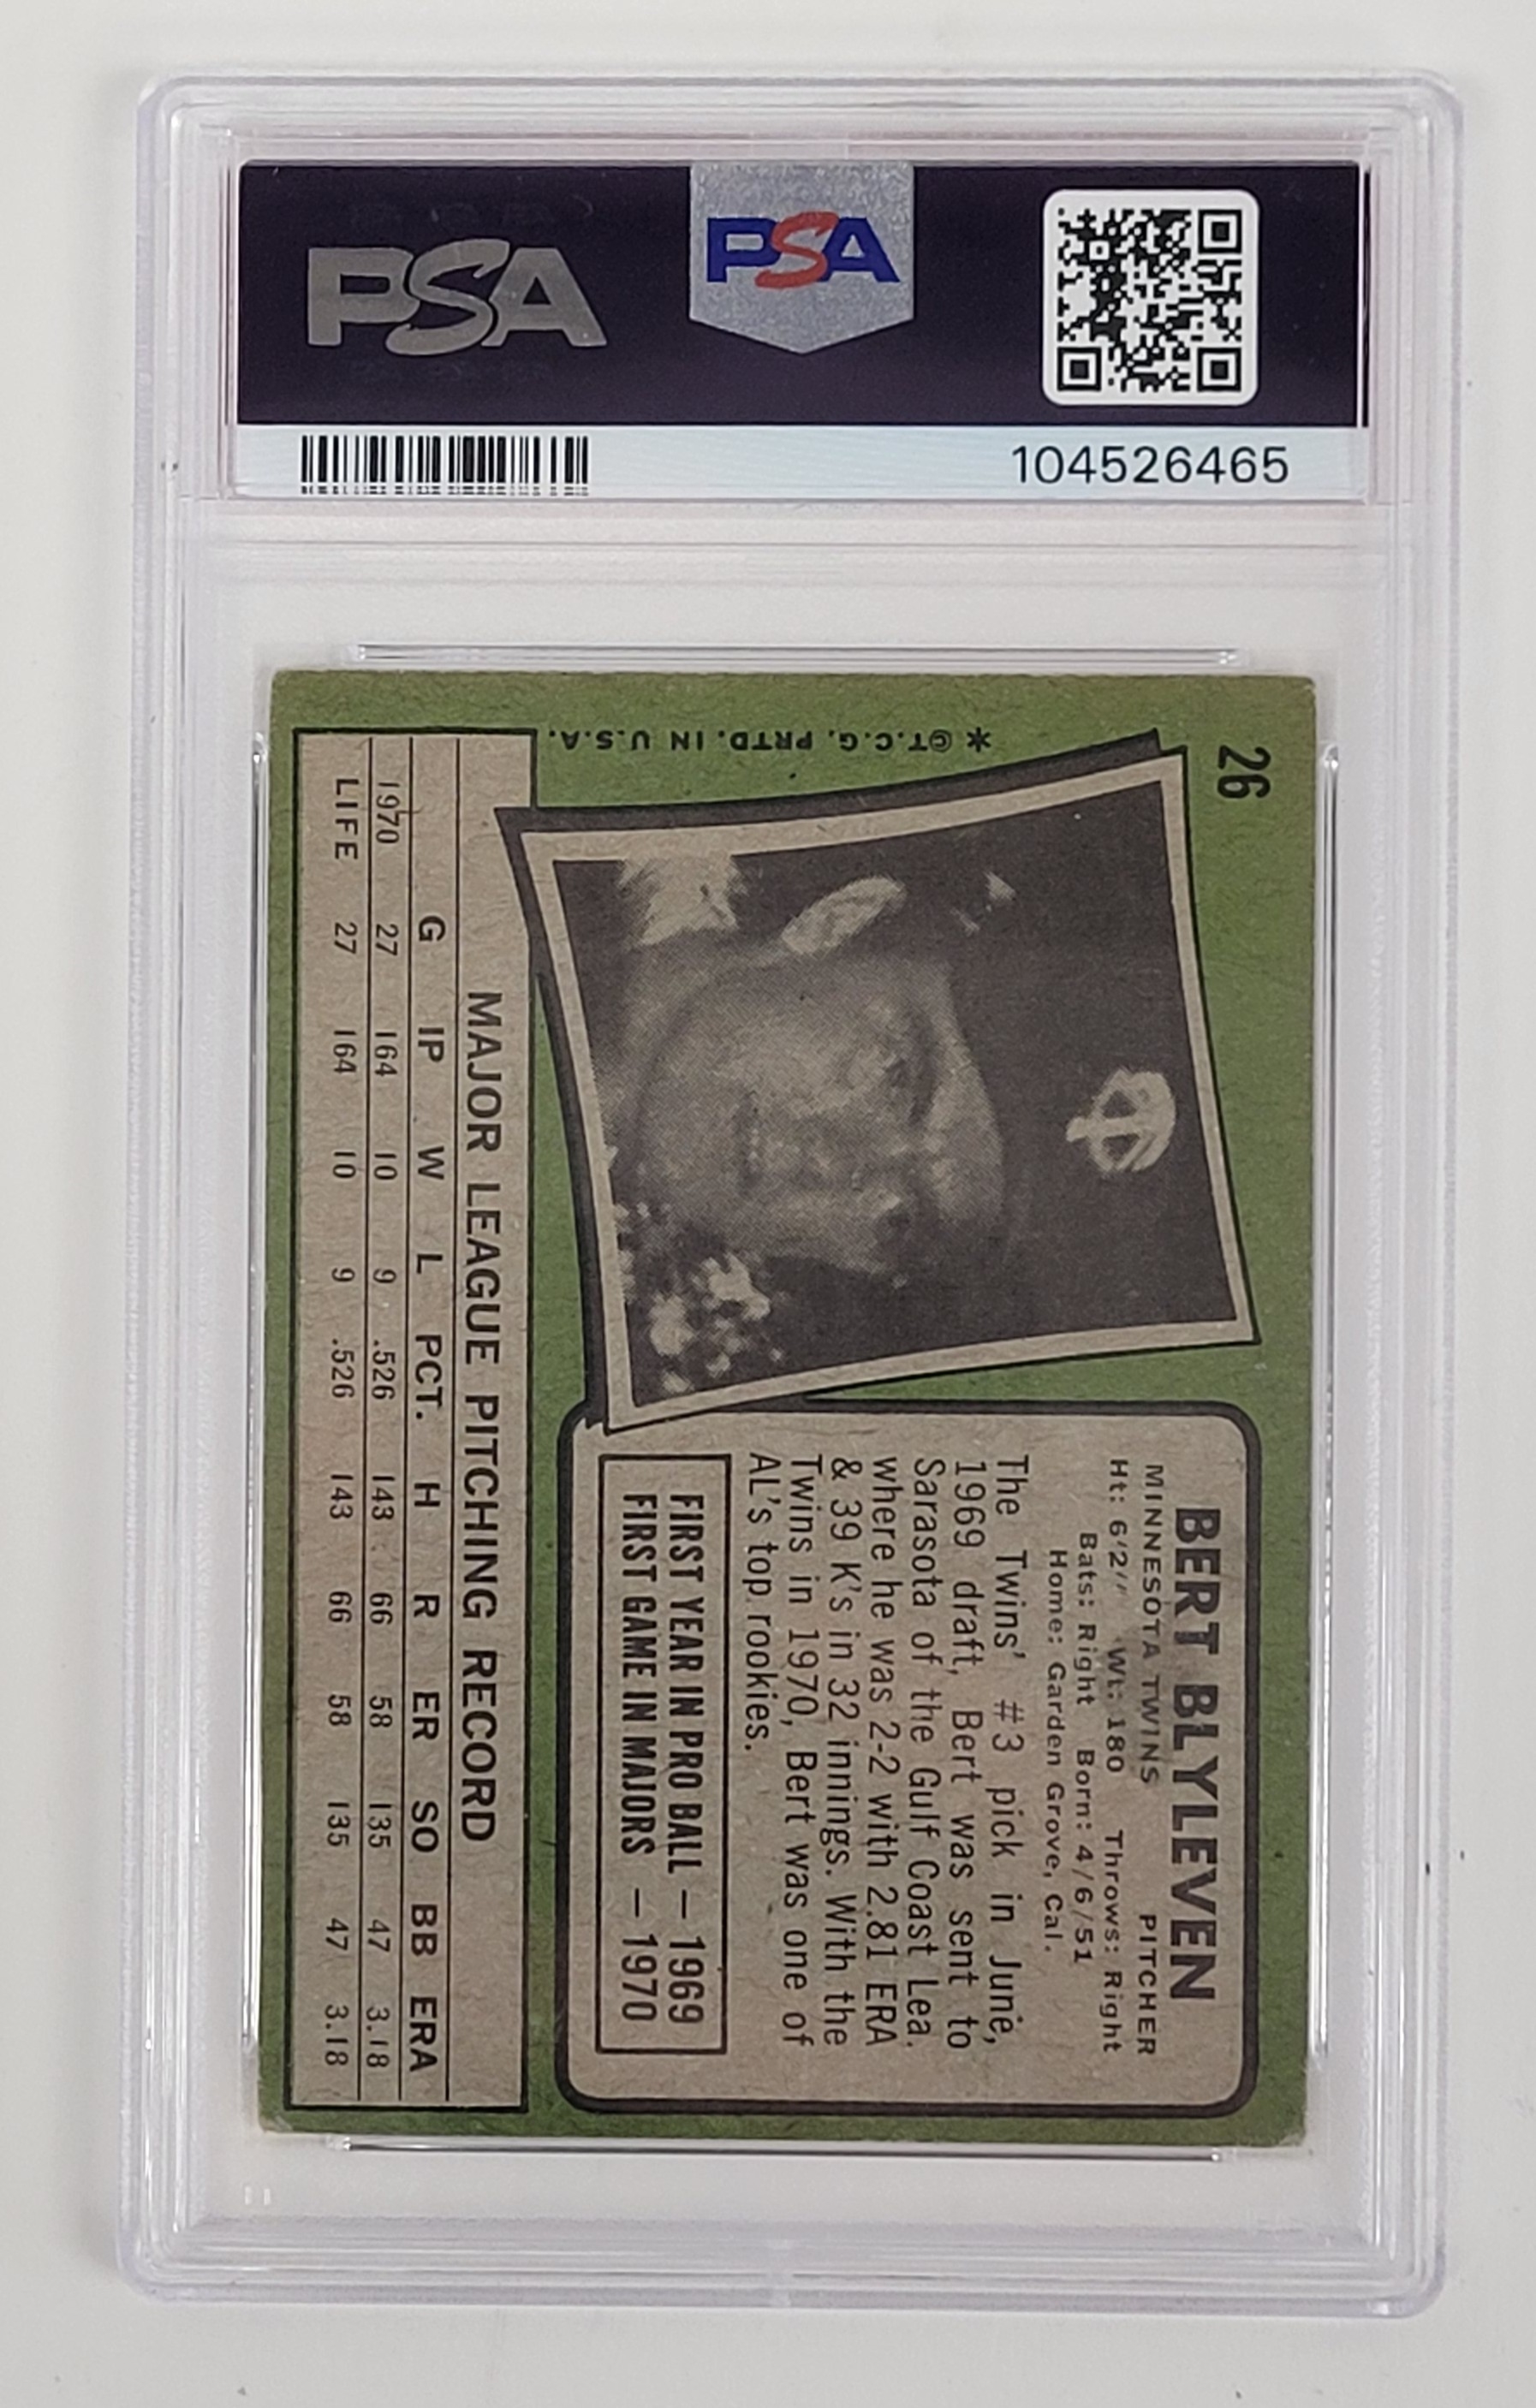 PSA
PSA
104526465
26
* ©T.C.G. PRTD. IN U.S.A.
BERT BLYLEVEN
MINNESOTA TWINS PITCHER
Ht: 6'2" Wt: 180 Throws: Right
Bats: Right Born: 4/6/51
Home: Garden Grove, Cal.
The Twins' #3 pick in June,
1969 draft, Bert was sent to
Sarasota of the Gulf Coast Lea.
where he was 2-2 with 2.81 ERA
& 39 K's in 32 innings. With the
Twins in 1970, Bert was one of
AL's top rookies.
FIRST YEAR IN PRO BALL — 1969
FIRST GAME IN MAJORS — 1970
MAJOR LEAGUE PITCHING RECORD
G IP W L PCT. H R ER SO BB ERA
1970 27 164 10 9 .526 143 66 58 135 47 3.18
LIFE 27 164 10 9 .526 143 66 58 135 47 3.18